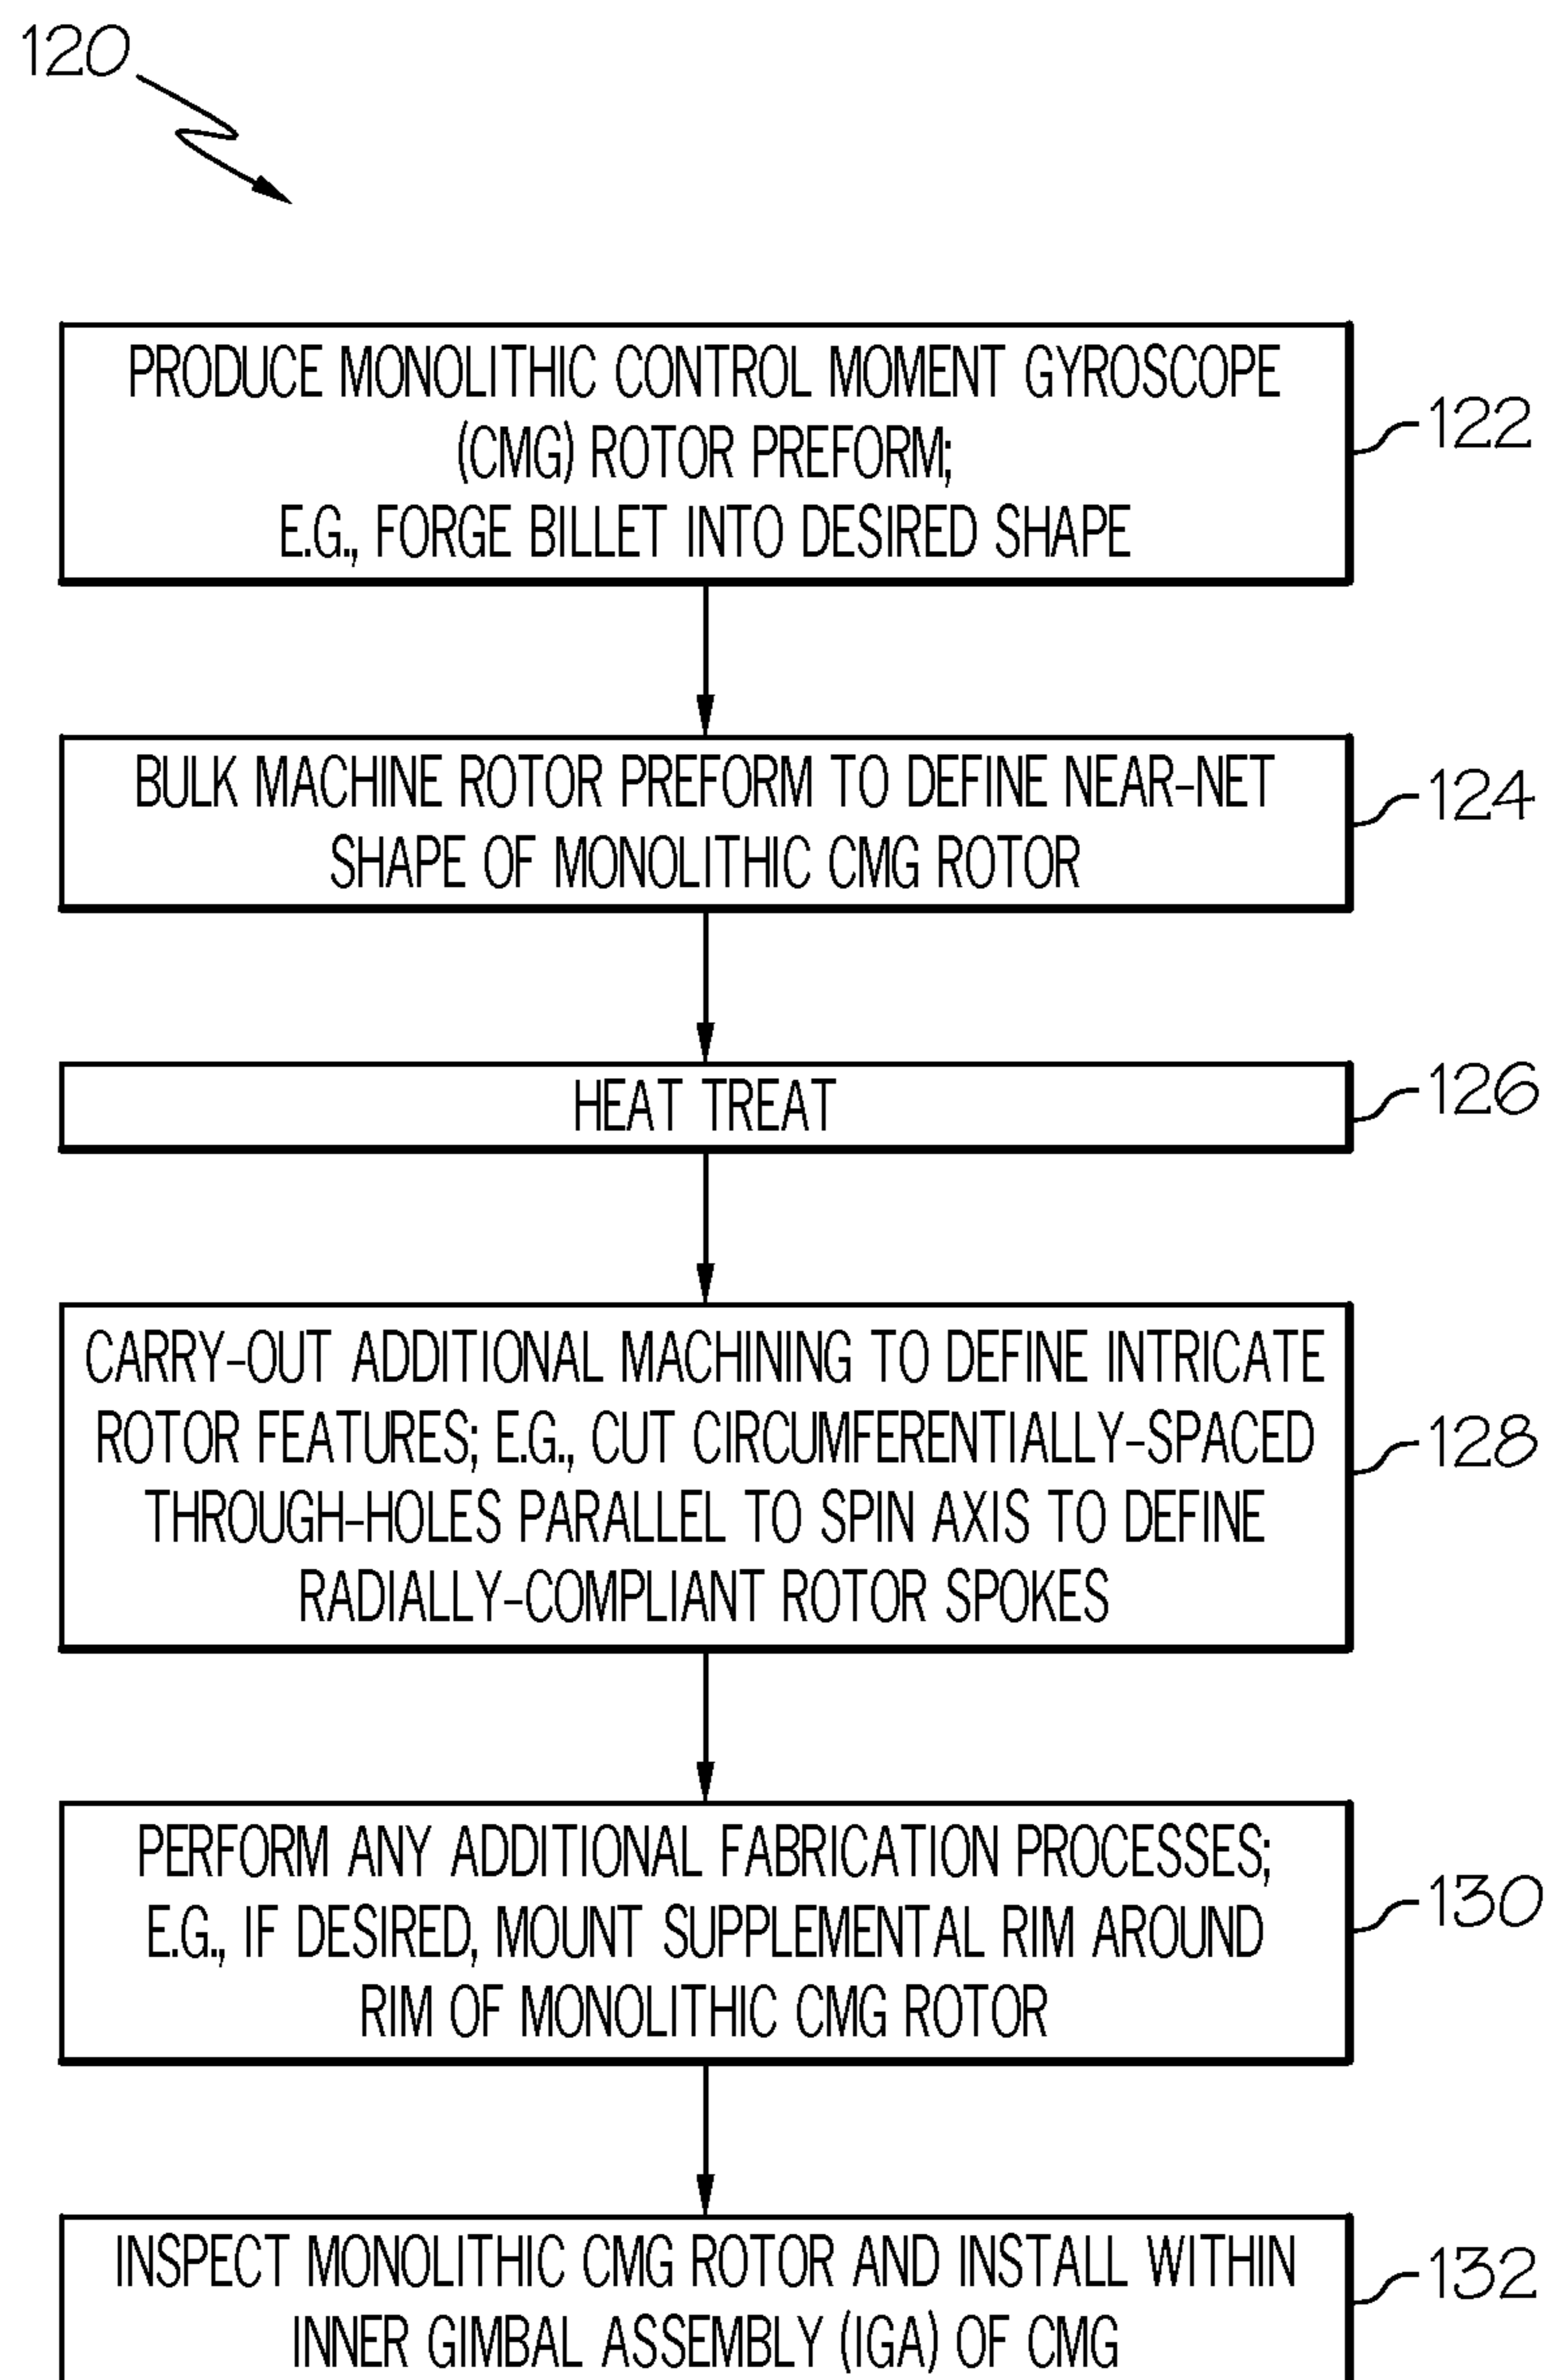 120
PRODUCE MONOLITHIC CONTROL MOMENT GYROSCOPE
(CMG) ROTOR PREFORM;
E.G., FORGE BILLET INTO DESIRED SHAPE
122
BULK MACHINE ROTOR PREFORM TO DEFINE NEAR-NET
SHAPE OF MONOLITHIC CMG ROTOR
124
HEAT TREAT
126
CARRY-OUT ADDITIONAL MACHINING TO DEFINE INTRICATE
ROTOR FEATURES; E.G., CUT CIRCUMFERENTIALLY-SPACED
THROUGH-HOLES PARALLEL TO SPIN AXIS TO DEFINE
RADIALLY-COMPLIANT ROTOR SPOKES
128
PERFORM ANY ADDITIONAL FABRICATION PROCESSES;
E.G., IF DESIRED, MOUNT SUPPLEMENTAL RIM AROUND
RIM OF MONOLITHIC CMG ROTOR
130
INSPECT MONOLITHIC CMG ROTOR AND INSTALL WITHIN
INNER GIMBAL ASSEMBLY (IGA) OF CMG
132